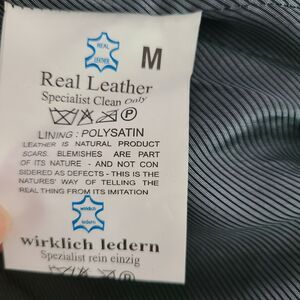 REAL
LEATHER
M
Real Leather
Specialist Clean Only
P
LINING : POLYSATIN
LEATHER IS NATURAL PRODUCT
SCARS. BLEMISHES ARE PART
OF ITS NATURE - AND NOT CON
SIDERED AS DEFECTS - THIS IS THE
NATURES' WAY OF TELLING THE
REAL THING FROM ITS IMITATION
wirklich
ledern
wirklich ledern
Spezialist rein einzig
P